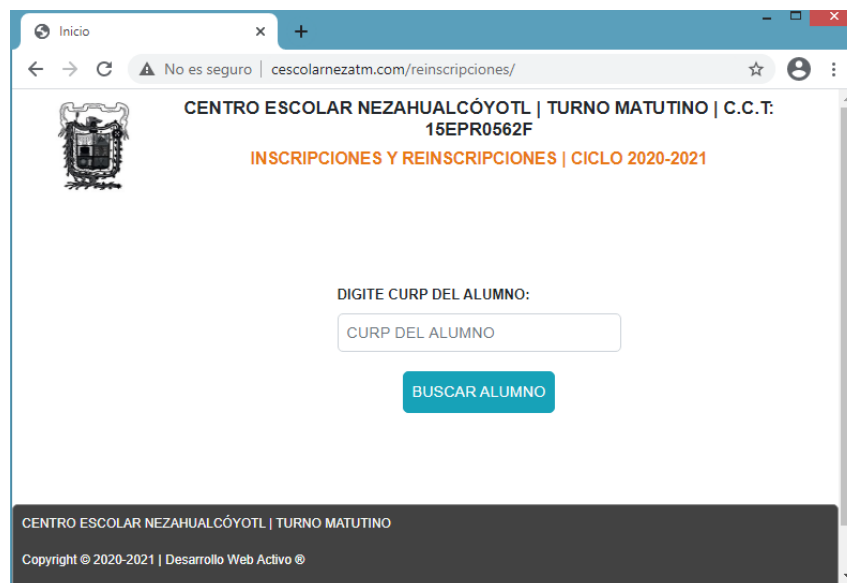 Inicio
No es seguro | cescolarnezatm.com/reinscripciones/
CENTRO ESCOLAR NEZAHUALCÓYOTL | TURNO MATUTINO | C.C.T:
15EPR0562F
INSCRIPCIONES Y REINSCRIPCIONES | CICLO 2020-2021
DIGITE CURP DEL ALUMNO:
CURP DEL ALUMNO
BUSCAR ALUMNO
CENTRO ESCOLAR NEZAHUALCÓYOTL | TURNO MATUTINO
Copyright © 2020-2021 | Desarrollo Web Activo ®